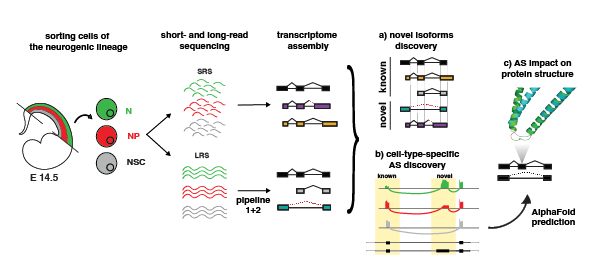 sorting cells of
the neurogenic lineage
E 14.5
N
NP
NSC
short- and long-read
sequencing
SRS
LRS
pipeline
1+2
transcriptome
assembly
a) novel isoforms
discovery
known
novel
b) cell-type-specific
AS discovery
known
novel
c) AS impact on
protein structure
AlphaFold
prediction